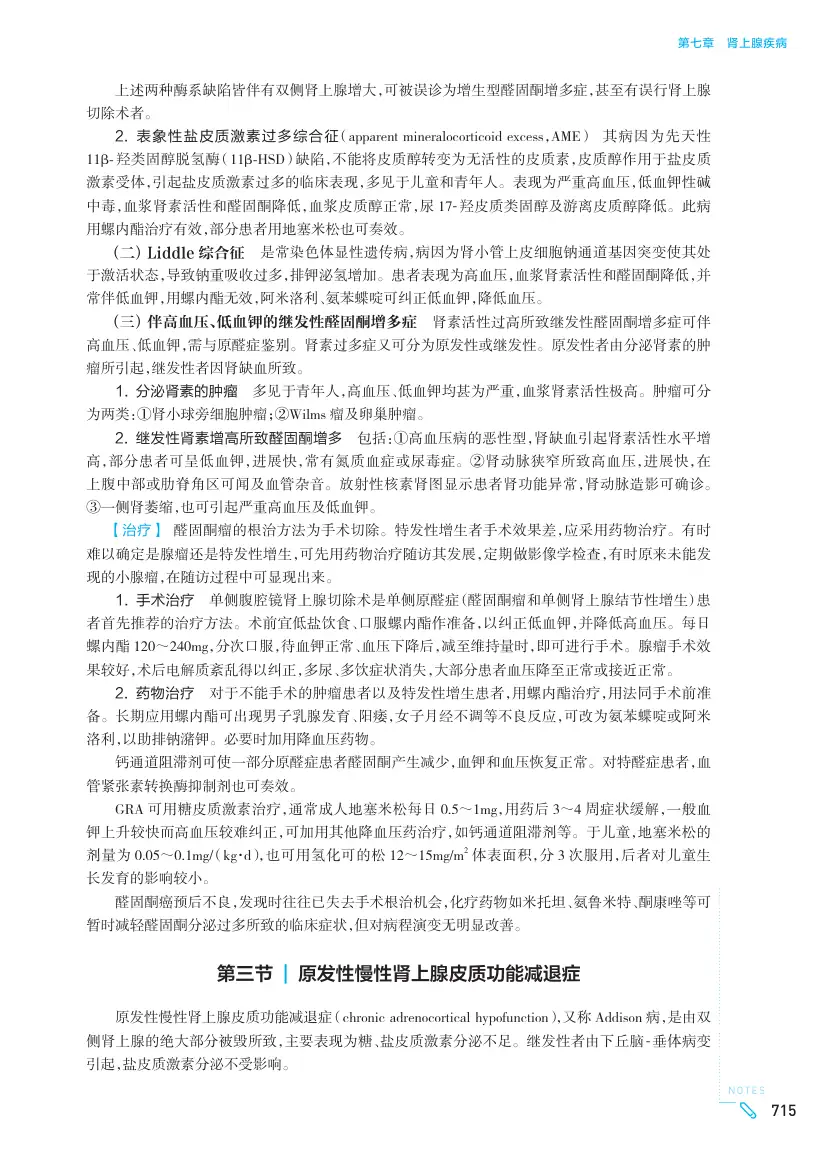 第七章 肾上腺疾病
上述两种酶系缺陷皆伴有双侧肾上腺增大,可被误诊为增生型醛固酮增多症,甚至有误行肾上腺
切除术者。
2. 表象性盐皮质激素过多综合征(apparent mineralocorticoid excess,AME) 其病因为先天性
11β-羟类固醇脱氢酶(11β-HSD)缺陷,不能将皮质醇转变为无活性的皮质素,皮质醇作用于盐皮质
激素受体,引起盐皮质激素过多的临床表现,多见于儿童和青年人。表现为严重高血压,低血钾性碱
中毒,血浆肾素活性和醛固酮降低,血浆皮质醇正常,尿 17-羟皮质类固醇及游离皮质醇降低。此病
用螺内酯治疗有效,部分患者用地塞米松也可奏效。
(二)Liddle 综合征 是常染色体显性遗传病,病因为肾小管上皮细胞钠通道基因突变使其处
于激活状态,导致钠重吸收过多,排钾泌氢增加。患者表现为高血压,血浆肾素活性和醛固酮降低,并
常伴低血钾,用螺内酯无效,阿米洛利、氨苯蝶啶可纠正低血钾,降低血压。
(三)伴高血压、低血钾的继发性醛固酮增多症 肾素活性过高所致继发性醛固酮增多症可伴
高血压、低血钾,需与原醛症鉴别。肾素过多症又可分为原发性或继发性。原发性者由分泌肾素的肿
瘤所引起,继发性者因肾缺血所致。
1. 分泌肾素的肿瘤 多见于青年人,高血压、低血钾均甚为严重,血浆肾素活性极高。肿瘤可分
为两类:①肾小球旁细胞肿瘤;②Wilms 瘤及卵巢肿瘤。
2. 继发性肾素增高所致醛固酮增多 包括:①高血压病的恶性型,肾缺血引起肾素活性水平增
高,部分患者可呈低血钾,进展快,常有氮质血症或尿毒症。②肾动脉狭窄所致高血压,进展快,在
上腹中部或肋脊角区可闻及血管杂音。放射性核素肾图显示患者肾功能异常,肾动脉造影可确诊。
③一侧肾萎缩,也可引起严重高血压及低血钾。
【治疗】 醛固酮瘤的根治方法为手术切除。特发性增生者手术效果差,应采用药物治疗。有时
难以确定是腺瘤还是特发性增生,可先用药物治疗随访其发展,定期做影像学检查,有时原来未能发
现的小腺瘤,在随访过程中可显现出来。
1. 手术治疗 单侧腹腔镜肾上腺切除术是单侧原醛症(醛固酮瘤和单侧肾上腺结节性增生)患
者首先推荐的治疗方法。术前宜低盐饮食、口服螺内酯作准备,以纠正低血钾,并降低高血压。每日
螺内酯 120～240mg,分次口服,待血钾正常、血压下降后,减至维持量时,即可进行手术。腺瘤手术效
果较好,术后电解质紊乱得以纠正,多尿、多饮症状消失,大部分患者血压降至正常或接近正常。
2. 药物治疗 对于不能手术的肿瘤患者以及特发性增生患者,用螺内酯治疗,用法同手术前准
备。长期应用螺内酯可出现男子乳腺发育、阳痿,女子月经不调等不良反应,可改为氨苯蝶啶或阿米
洛利,以助排钠潴钾。必要时加用降血压药物。
钙通道阻滞剂可使一部分原醛症患者醛固酮产生减少,血钾和血压恢复正常。对特醛症患者,血
管紧张素转换酶抑制剂也可奏效。
GRA 可用糖皮质激素治疗,通常成人地塞米松每日 0.5～1mg,用药后 3～4 周症状缓解,一般血
钾上升较快而高血压较难纠正,可加用其他降血压药治疗,如钙通道阻滞剂等。于儿童,地塞米松的
剂量为 0.05～0.1mg/(kg·d),也可用氢化可的松 12～15mg/m² 体表面积,分 3 次服用,后者对儿童生
长发育的影响较小。
醛固酮癌预后不良,发现时往往已失去手术根治机会,化疗药物如米托坦、氨鲁米特、酮康唑等可
暂时减轻醛固酮分泌过多所致的临床症状,但对病程演变无明显改善。
第三节 | 原发性慢性肾上腺皮质功能减退症
原发性慢性肾上腺皮质功能减退症(chronic adrenocortical hypofunction),又称 Addison 病,是由双
侧肾上腺的绝大部分被毁所致,主要表现为糖、盐皮质激素分泌不足。继发性者由下丘脑-垂体病变
引起,盐皮质激素分泌不受影响。
NOTES
715